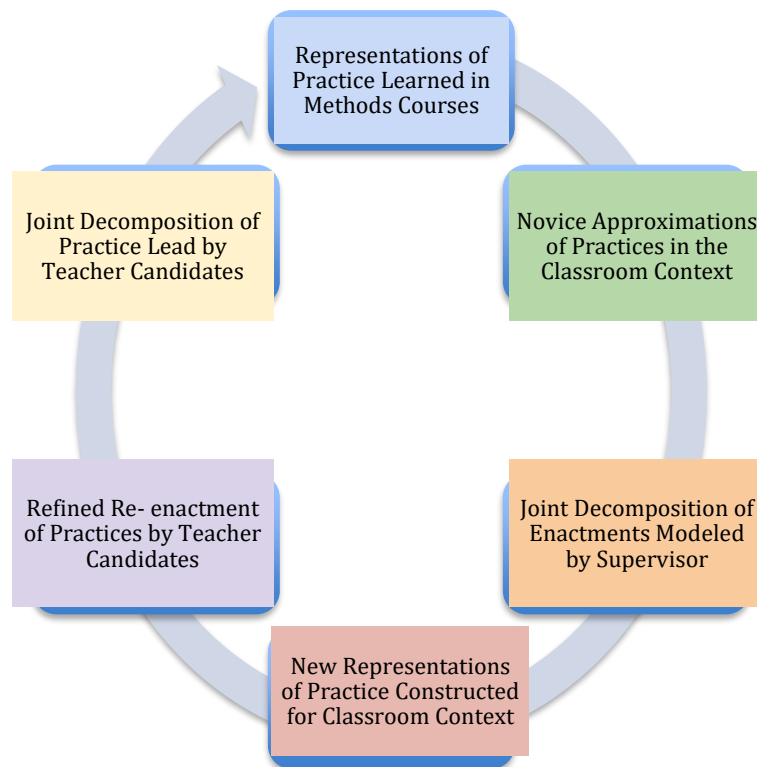 Representations of
Practice Learned in
Methods Courses
Novice Approximations
of Practices in the
Classroom Context
Joint Decomposition of
Enactments Modeled
by Supervisor
New Representations
of Practice Constructed
for Classroom Context
Refined Re- enactment
of Practices by Teacher
Candidates
Joint Decomposition of
Practice Lead by
Teacher Candidates